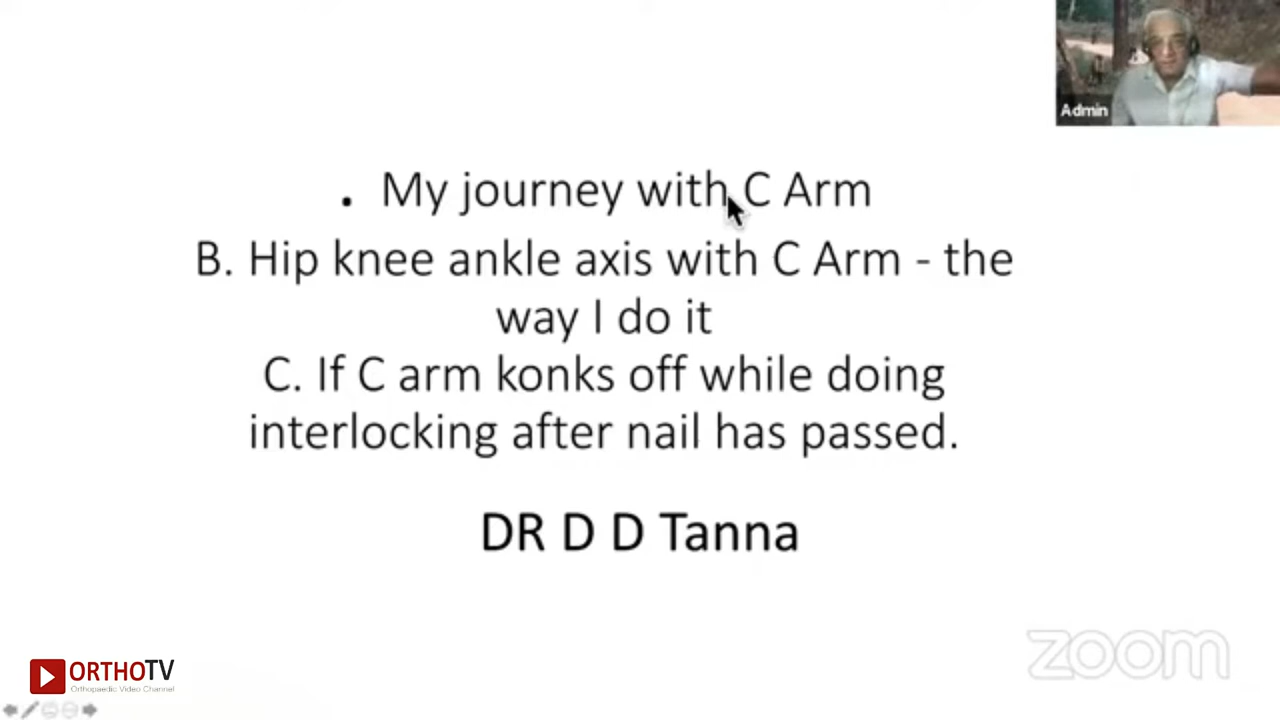 Admin
. My journey with C Arm
B. Hip knee ankle axis with C Arm - the
way I do it
C. If C arm konks off while doing
interlocking after nail has passed.
DR D D Tanna
ORTHOTV
Orthopaedic Video Channel
zoom